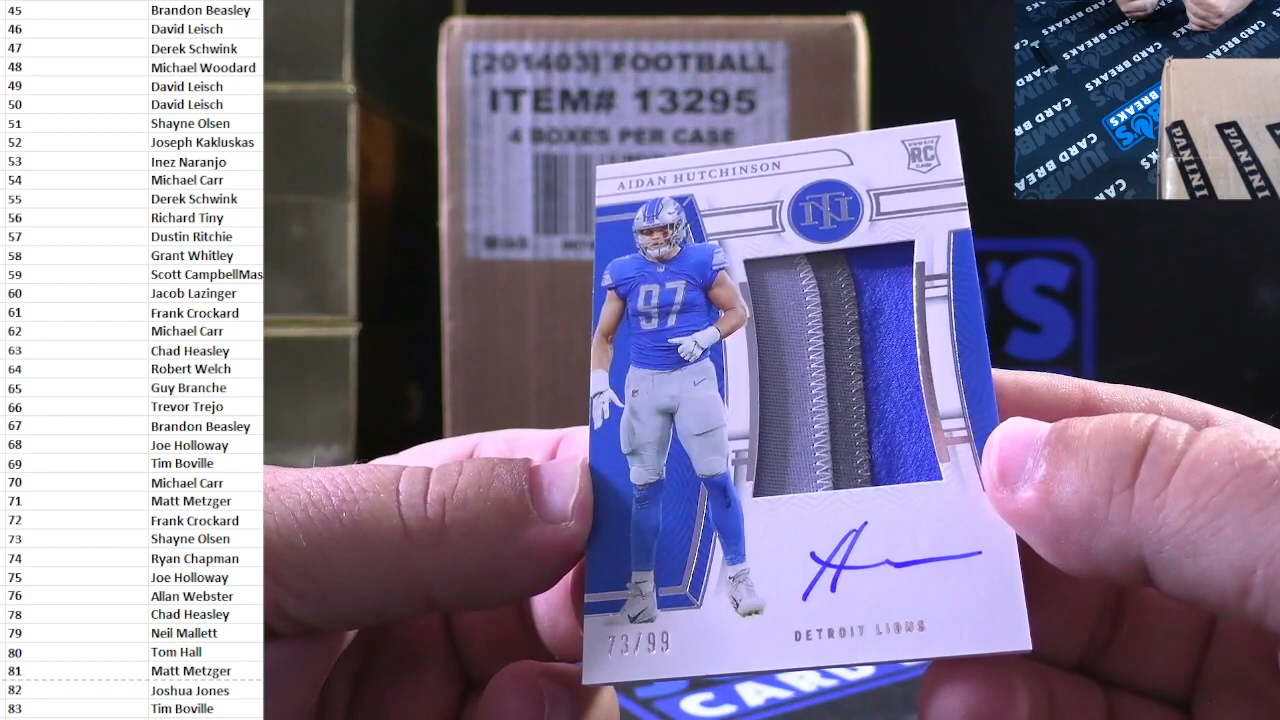 45 Brandon Beasley
46 David Leisch
47 Derek Schwink
48 Michael Woodard
49 David Leisch
50 David Leisch
51 Shayne Olsen
52 Joseph Kakluskas
53 Inez Naranjo
54 Michael Carr
55 Derek Schwink
56 Richard Tiny
57 Dustin Ritchie
58 Grant Whitley
59 Scott CampbellMas
60 Jacob Lazinger
61 Frank Crockard
62 Michael Carr
63 Chad Heasley
64 Robert Welch
65 Guy Branche
66 Trevor Trejo
67 Brandon Beasley
68 Joe Holloway
69 Tim Boville
70 Michael Carr
71 Matt Metzger
72 Frank Crockard
73 Shayne Olsen
74 Ryan Chapman
75 Joe Holloway
76 Allan Webster
78 Chad Heasley
79 Neil Mallett
80 Tom Hall
81 Matt Metzger
82 Joshua Jones
83 Tim Boville
[201403] FOOTBALL
ITEM# 13295
4 BOXES PER CASE
AIDAN HUTCHINSON
RC
NT
97
73/99
DETROIT LIONS
'S
CARD
CARD BREAKS
JUMBO'S
CARD BREAKS
PANINI
PANINI